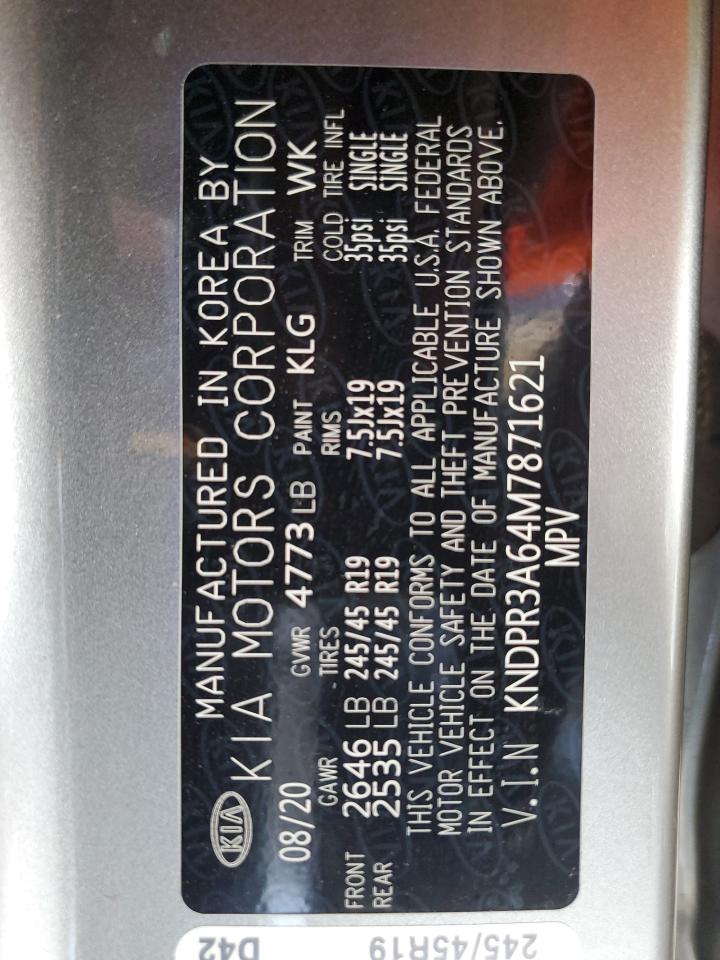 KIA
MANUFACTURED IN KOREA BY
KIA MOTORS CORPORATION
08/20 GVWR 4773 LB PAINT KLG TRIM WK
GAWR TIRES RIMS COLD TIRE INFL
FRONT 2646 LB 245/45 R19 7.5Jx19 35psi SINGLE
REAR 2535 LB 245/45 R19 7.5Jx19 35psi SINGLE
THIS VEHICLE CONFORMS TO ALL APPLICABLE U.S.A. FEDERAL
MOTOR VEHICLE SAFETY AND THEFT PREVENTION STANDARDS
IN EFFECT ON THE DATE OF MANUFACTURE SHOWN ABOVE.
V.I.N KNDPR3A64M7871621
MPV
D42
245/45R19